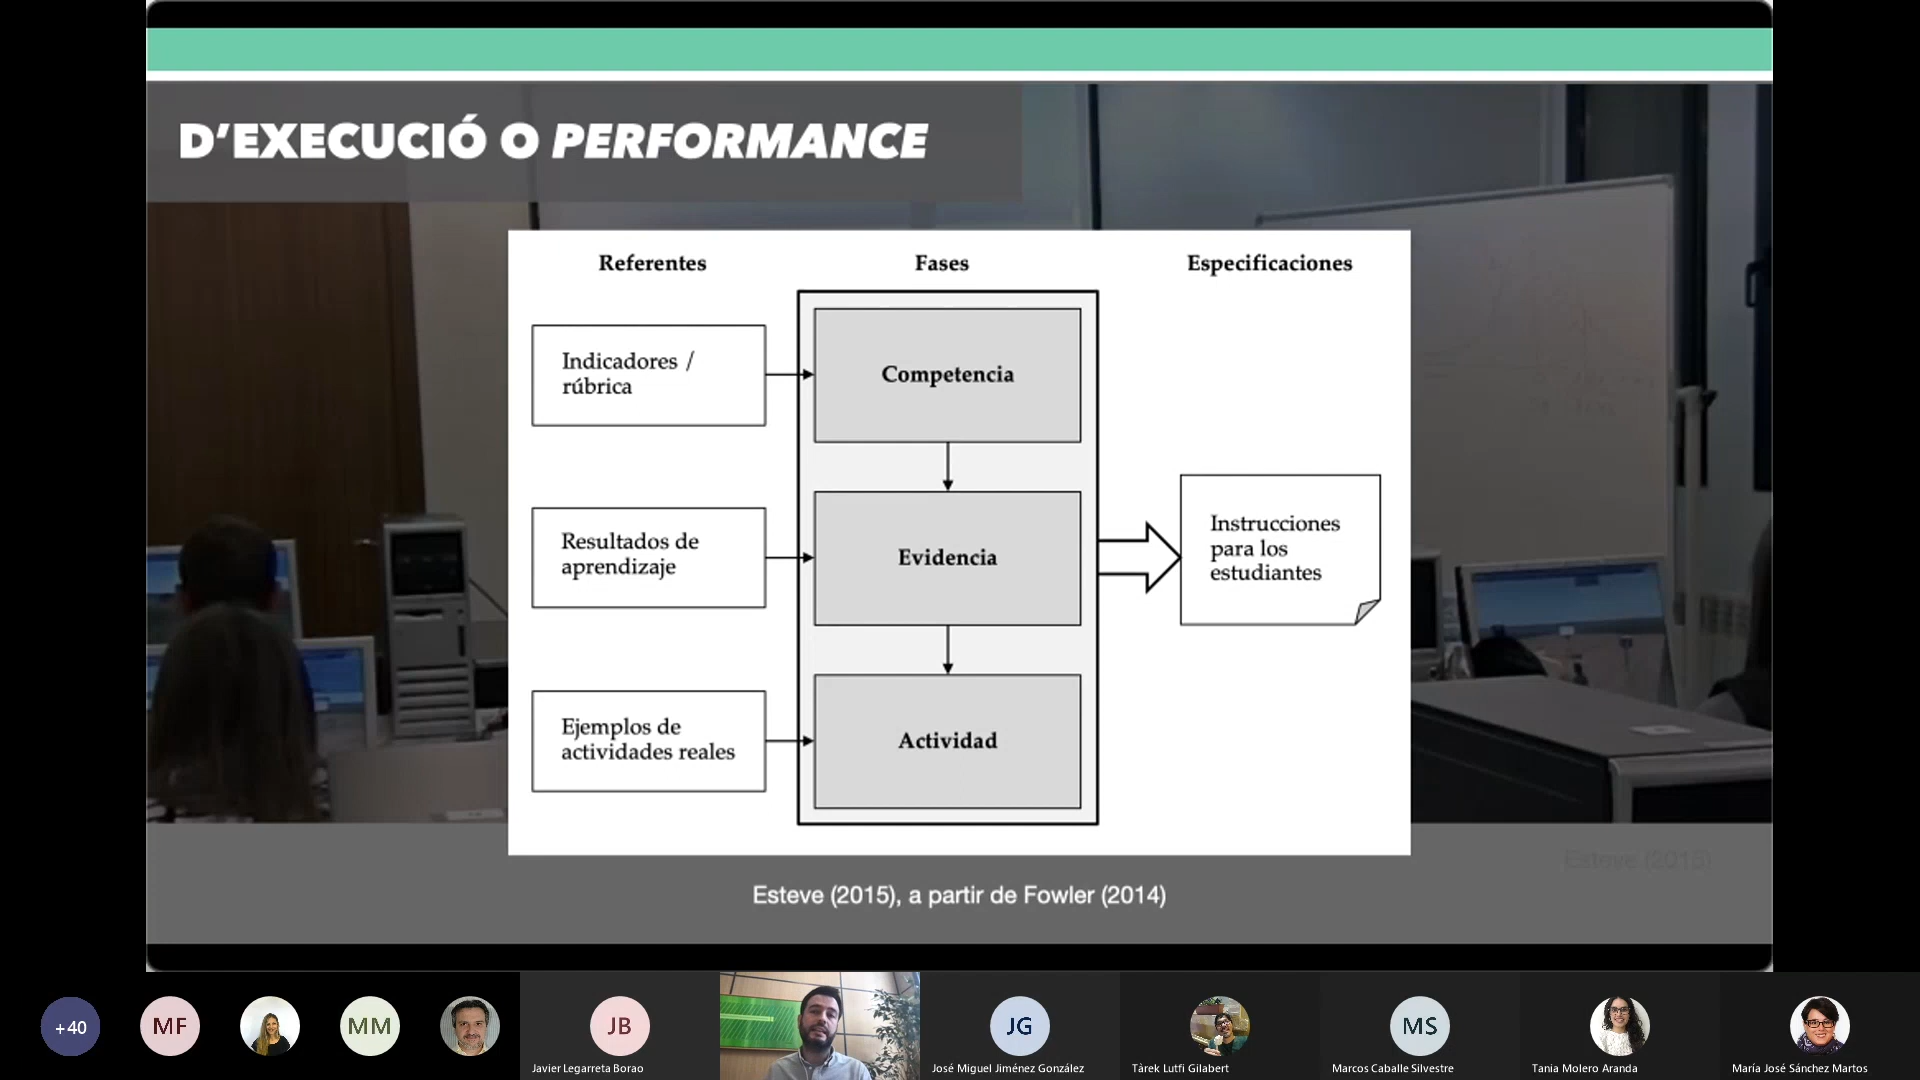 D’EXECUCIÓ O PERFORMANCE
Referentes
Fases
Especificaciones
Indicadores /
rúbrica
Competencia
Resultados de
aprendizaje
Evidencia
Instrucciones
para los
estudiantes
Ejemplos de
actividades reales
Actividad
Esteve (2015)
Esteve (2015), a partir de Fowler (2014)
+40
MF
MM
JB
Javier Legarreta Borao
JG
José Miguel Jiménez González
Tàrek Lutfi Gilabert
MS
Marcos Caballe Silvestre
Tania Molero Aranda
María José Sánchez Martos